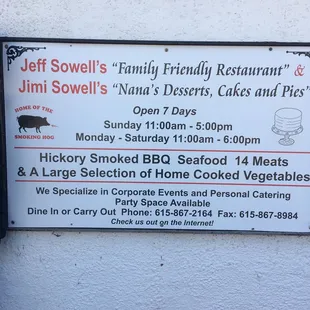 Jeff Sowell's "Family Friendly Restaurant" &
Jimi Sowell's "Nana's Desserts, Cakes and Pies"
HOME OF THE
SMOKING HOG
Open 7 Days
Sunday 11:00am - 5:00pm
Monday - Saturday 11:00am - 6:00pm
Hickory Smoked BBQ Seafood 14 Meats
& A Large Selection of Home Cooked Vegetables
We Specialize in Corporate Events and Personal Catering
Party Space Available
Dine In or Carry Out Phone: 615-867-2164 Fax: 615-867-8984
Check us out on the Internet!